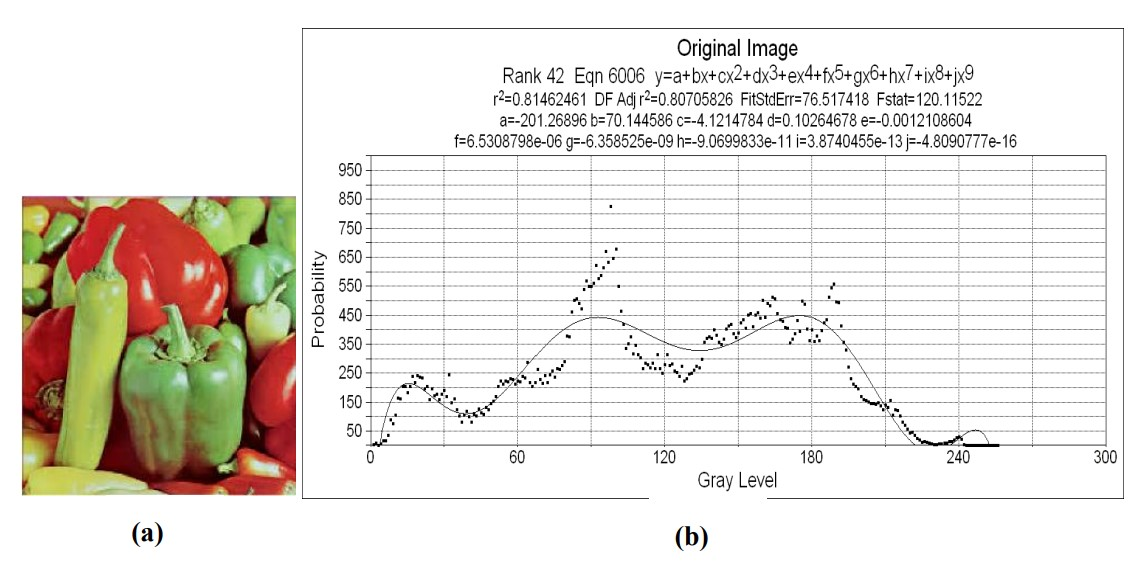 Original Image
Rank 42 Eqn 6006 y=a+bx+cx2+dx3+ex4+fx5+gx6+hx7+ix8+jx9
r2=0.81462461 DF Adj r2=0.80705826 FitStdErr=76.517418 Fstat=120.11522
a=-201.26896 b=70.144586 c=-4.1214784 d=0.10264678 e=-0.0012108604
f=6.5308798e-06 g=-6.358525e-09 h=-9.0699833e-11 i=3.8740455e-13 j=-4.8090777e-16
950
850
750
650
550
450
350
250
150
50
Probability
0 60 120 180 240 300
Gray Level
(a)
(b)